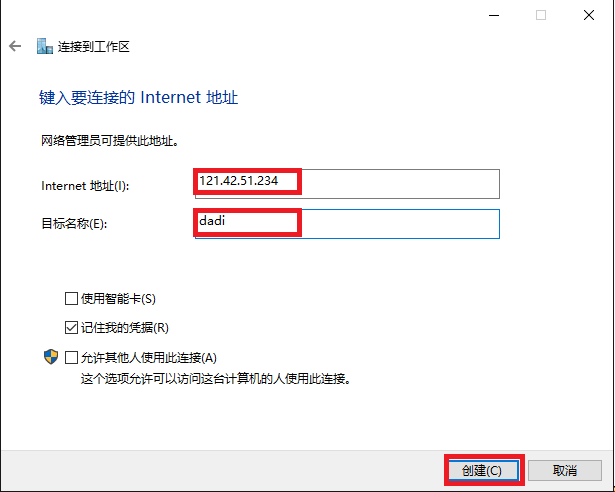 连接到工作区
键入要连接的 Internet 地址
网络管理员可提供此地址。
Internet 地址(I):
121.42.51.234
目标名称(E):
dadi
使用智能卡(S)
记住我的凭据(R)
允许其他人使用此连接(A)
这个选项允许可以访问这台计算机的人使用此连接。
创建(C)
取消